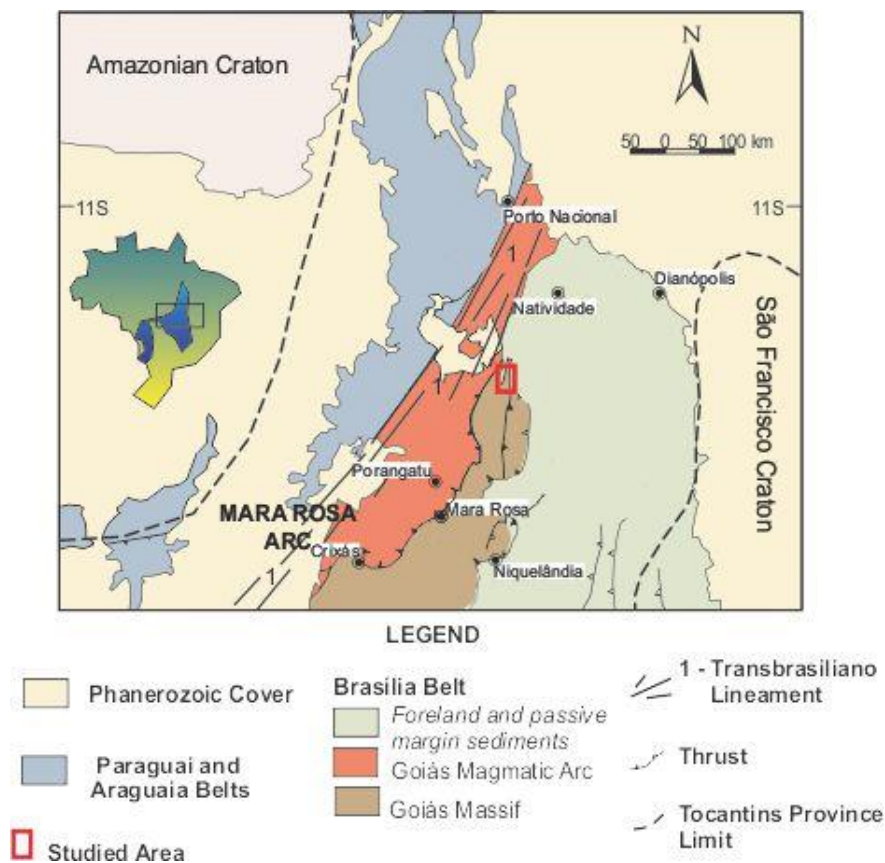 Amazonian Craton
N
50 0 50 100 km
11S
11S
Porto Nacional
1
Dianópolis
Natividade
São Francisco Craton
1
Porangatu
MARA ROSA
ARC
Mara Rosa
Crixás
Niquelândia
1
LEGEND
Phanerozoic Cover
Paraguai and
Araguaia Belts
Studied Area
Brasilia Belt
Foreland and passive
margin sediments
Goiás Magmatic Arc
Goiás Massif
1 - Transbrasiliano
Lineament
Thrust
Tocantins Province
Limit